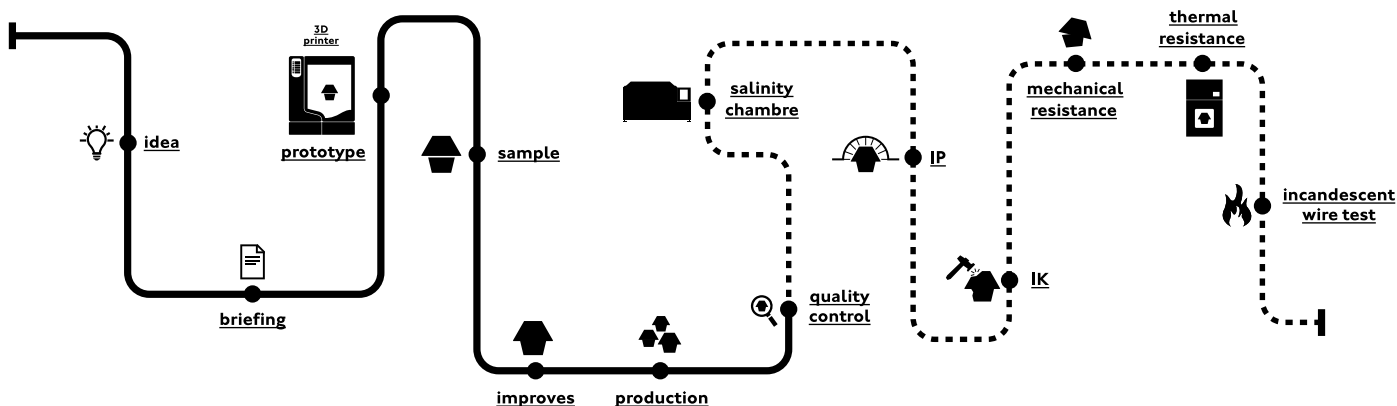 idea
briefing
3D
printer
prototype
sample
improves
production
quality
control
salinity
chambre
IP
IK
mechanical
resistance
thermal
resistance
incandescent
wire test